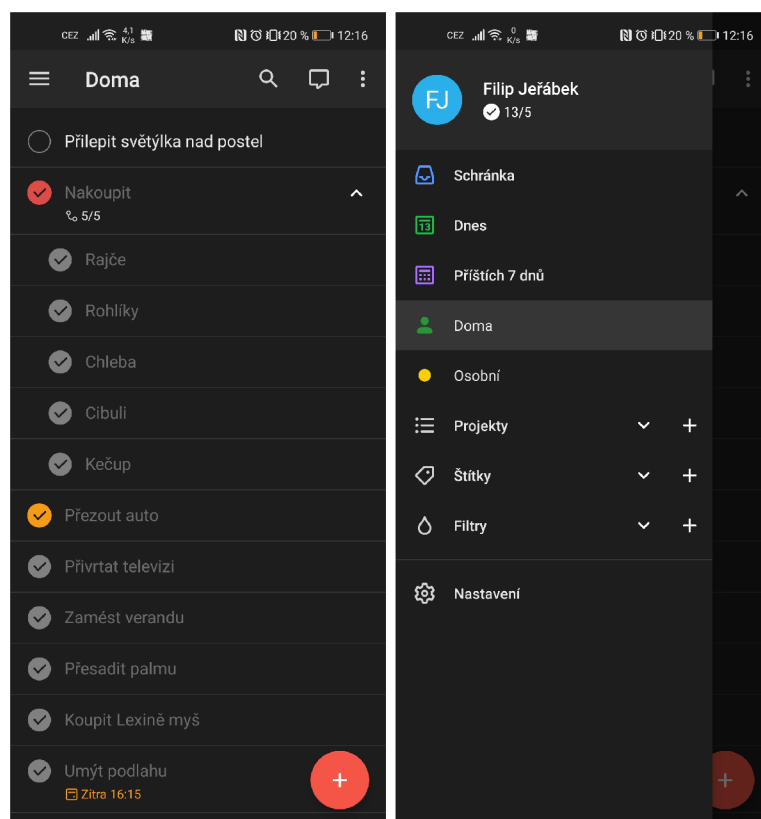 CEZ 4,1 K/s 20 % 12:16
Doma
Přilepit světýlka nad postel
Nakoupit
5/5
Rajče
Rohlíky
Chleba
Cibuli
Kečup
Přezout auto
Přivrtat televizi
Zamést verandu
Přesadit palmu
Koupit Lexině myš
Umýt podlahu
Zítra 16:15
CEZ 0 K/s 20 % 12:16
FJ
Filip Jeřábek
13/5
Schránka
13
Dnes
Příštích 7 dnů
Doma
Osobní
Projekty
Štítky
Filtry
Nastavení